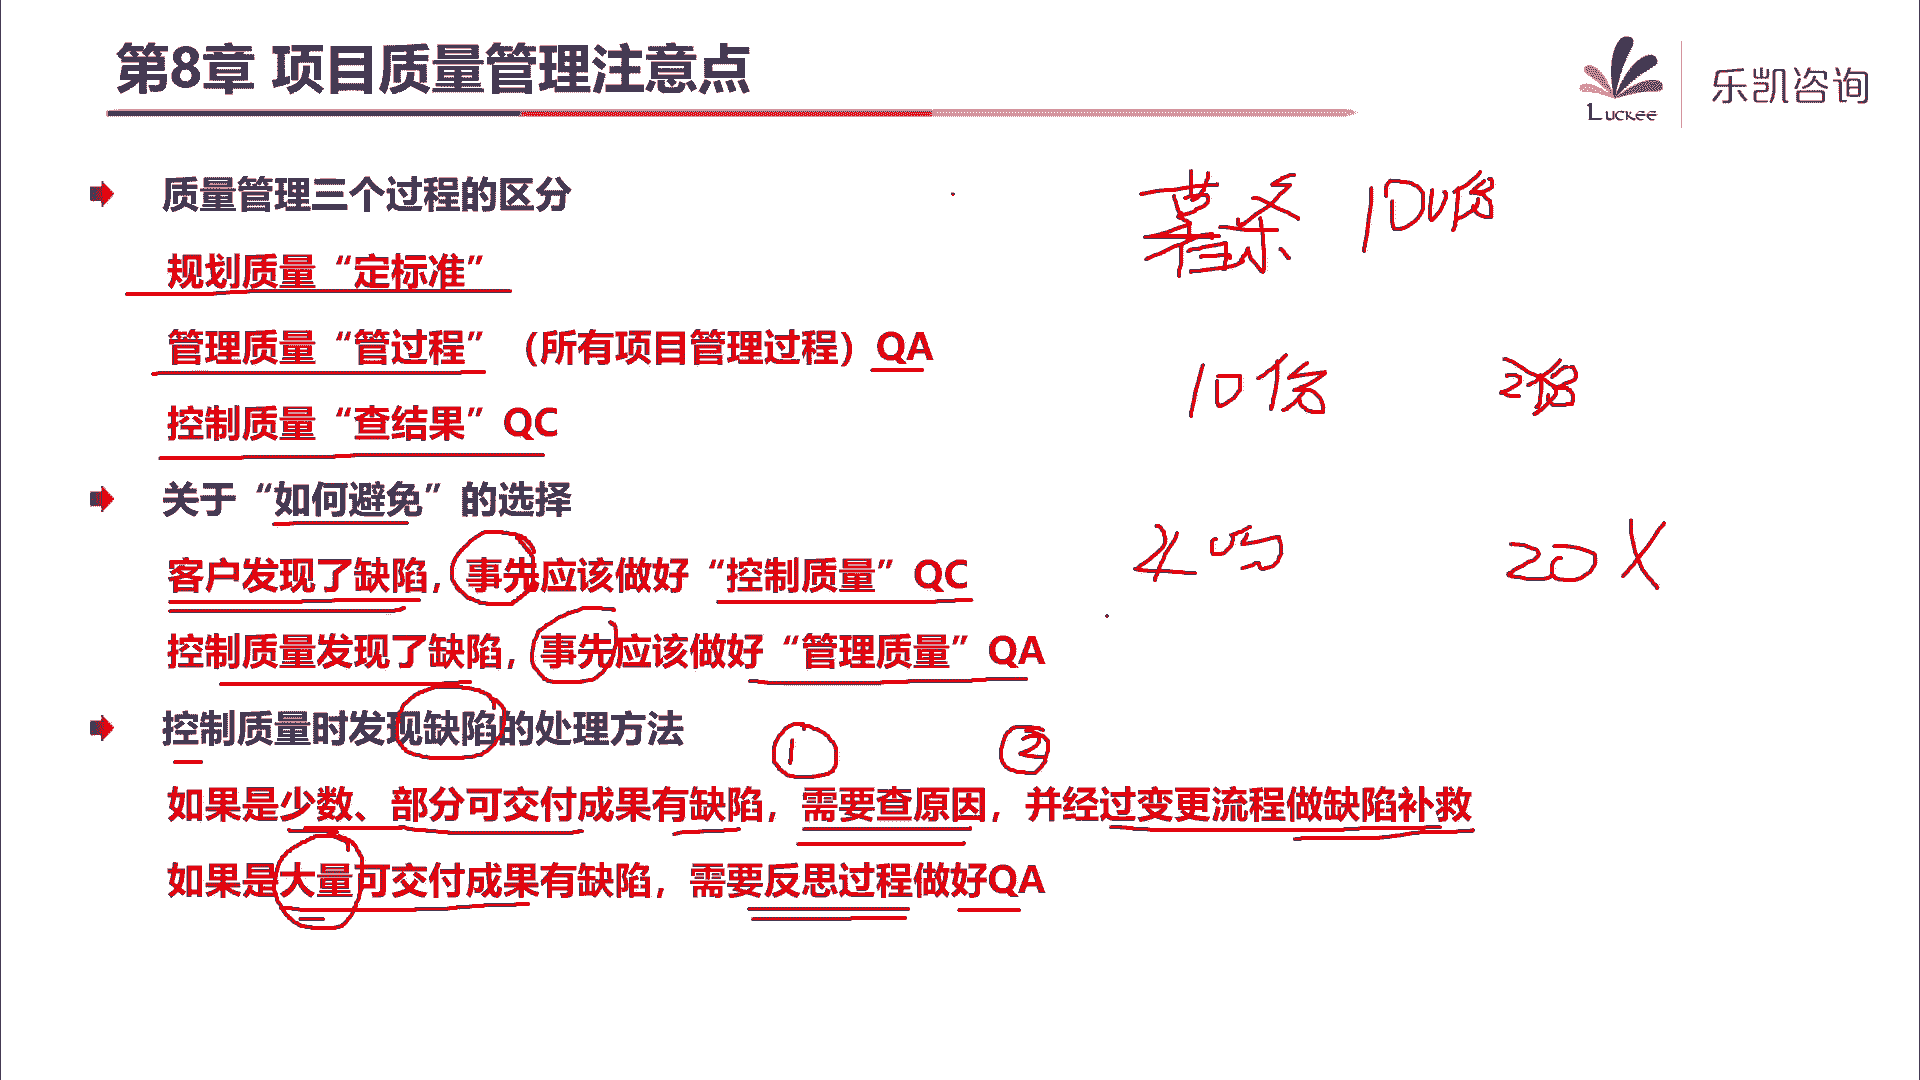 第8章 项目质量管理注意点
Luckee
乐凯咨询
质量管理三个过程的区分
规划质量“定标准”
管理质量“管过程”（所有项目管理过程）QA
控制质量“查结果”QC
关于“如何避免”的选择
客户发现了缺陷，事先应该做好“控制质量”QC
控制质量发现了缺陷，事先应该做好“管理质量”QA
控制质量时发现缺陷的处理方法
① ②
如果是少数、部分可交付成果有缺陷，需要查原因，并经过变更流程做缺陷补救
如果是大量可交付成果有缺陷，需要反思过程做好QA
薯条 100份
10份 2份
20 X